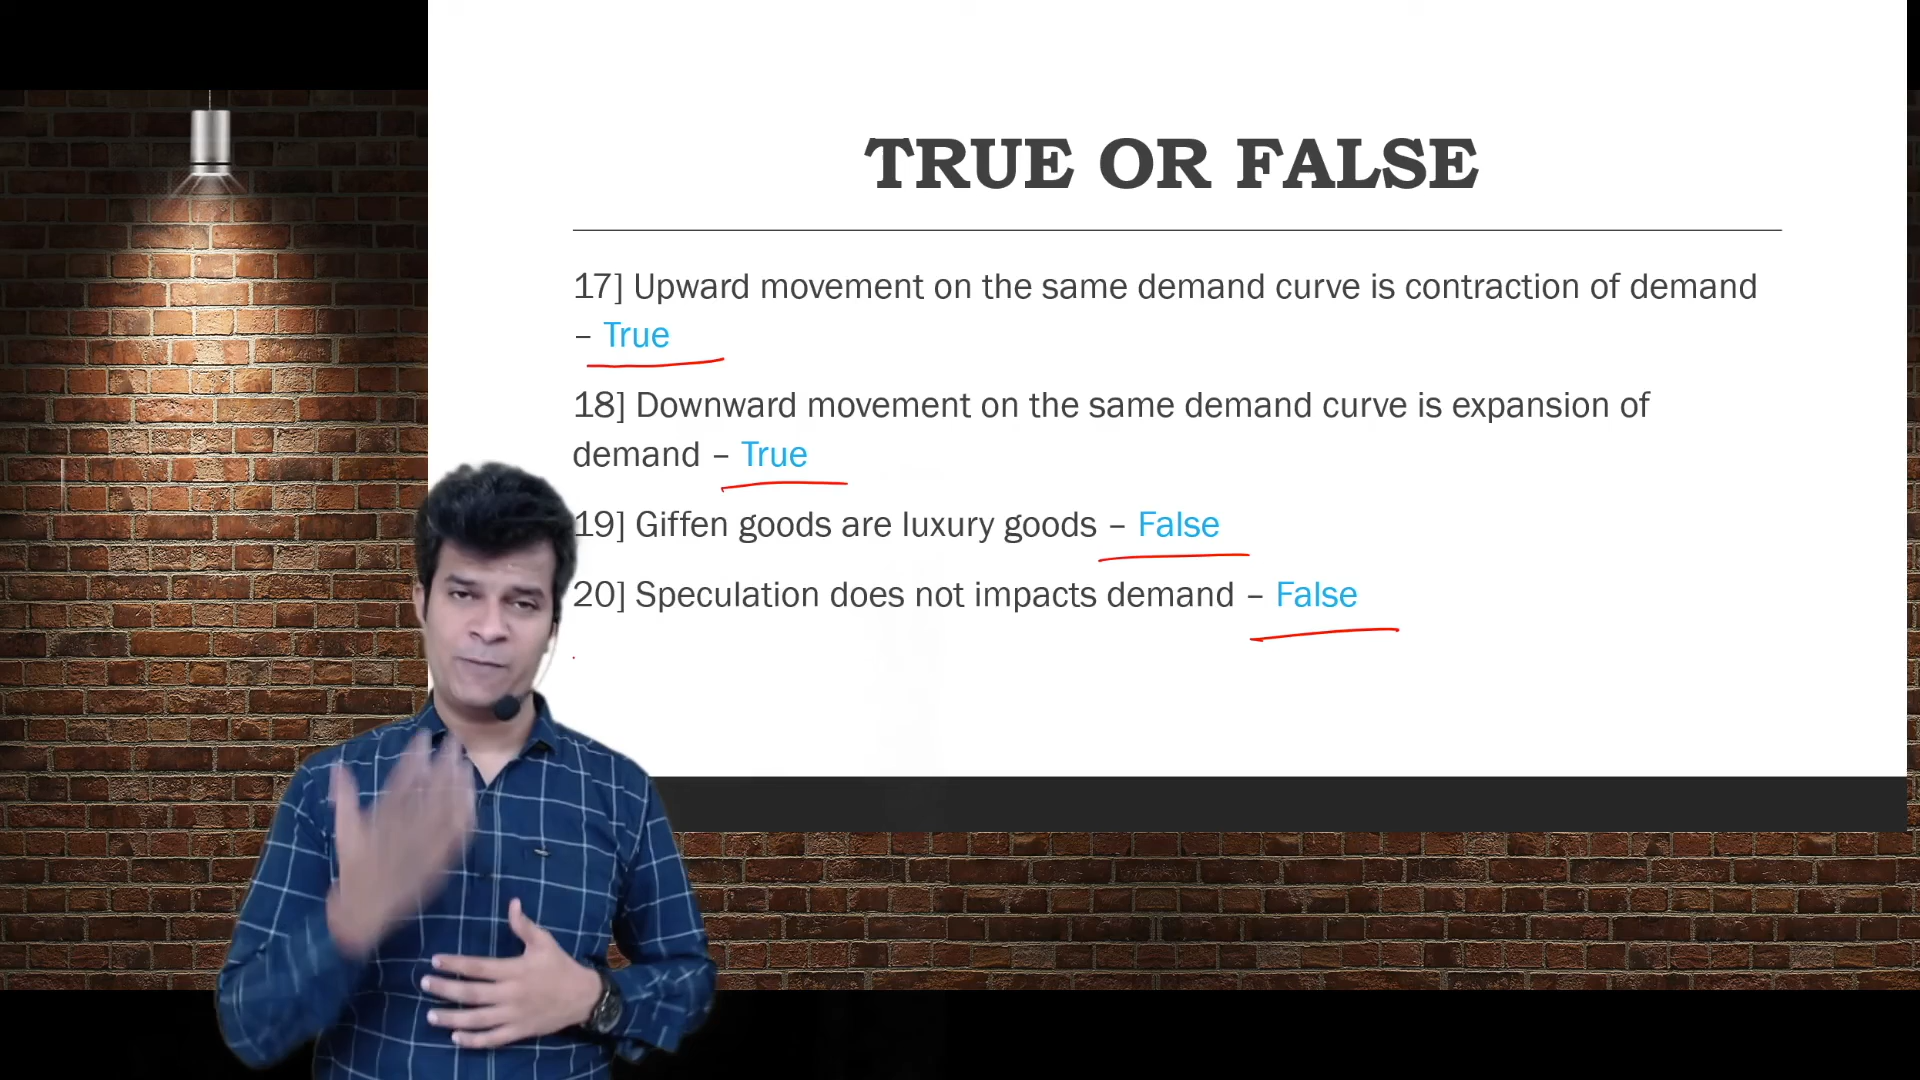 TRUE OR FALSE
17] Upward movement on the same demand curve is contraction of demand
– True
18] Downward movement on the same demand curve is expansion of
demand – True
19] Giffen goods are luxury goods – False
20] Speculation does not impacts demand – False